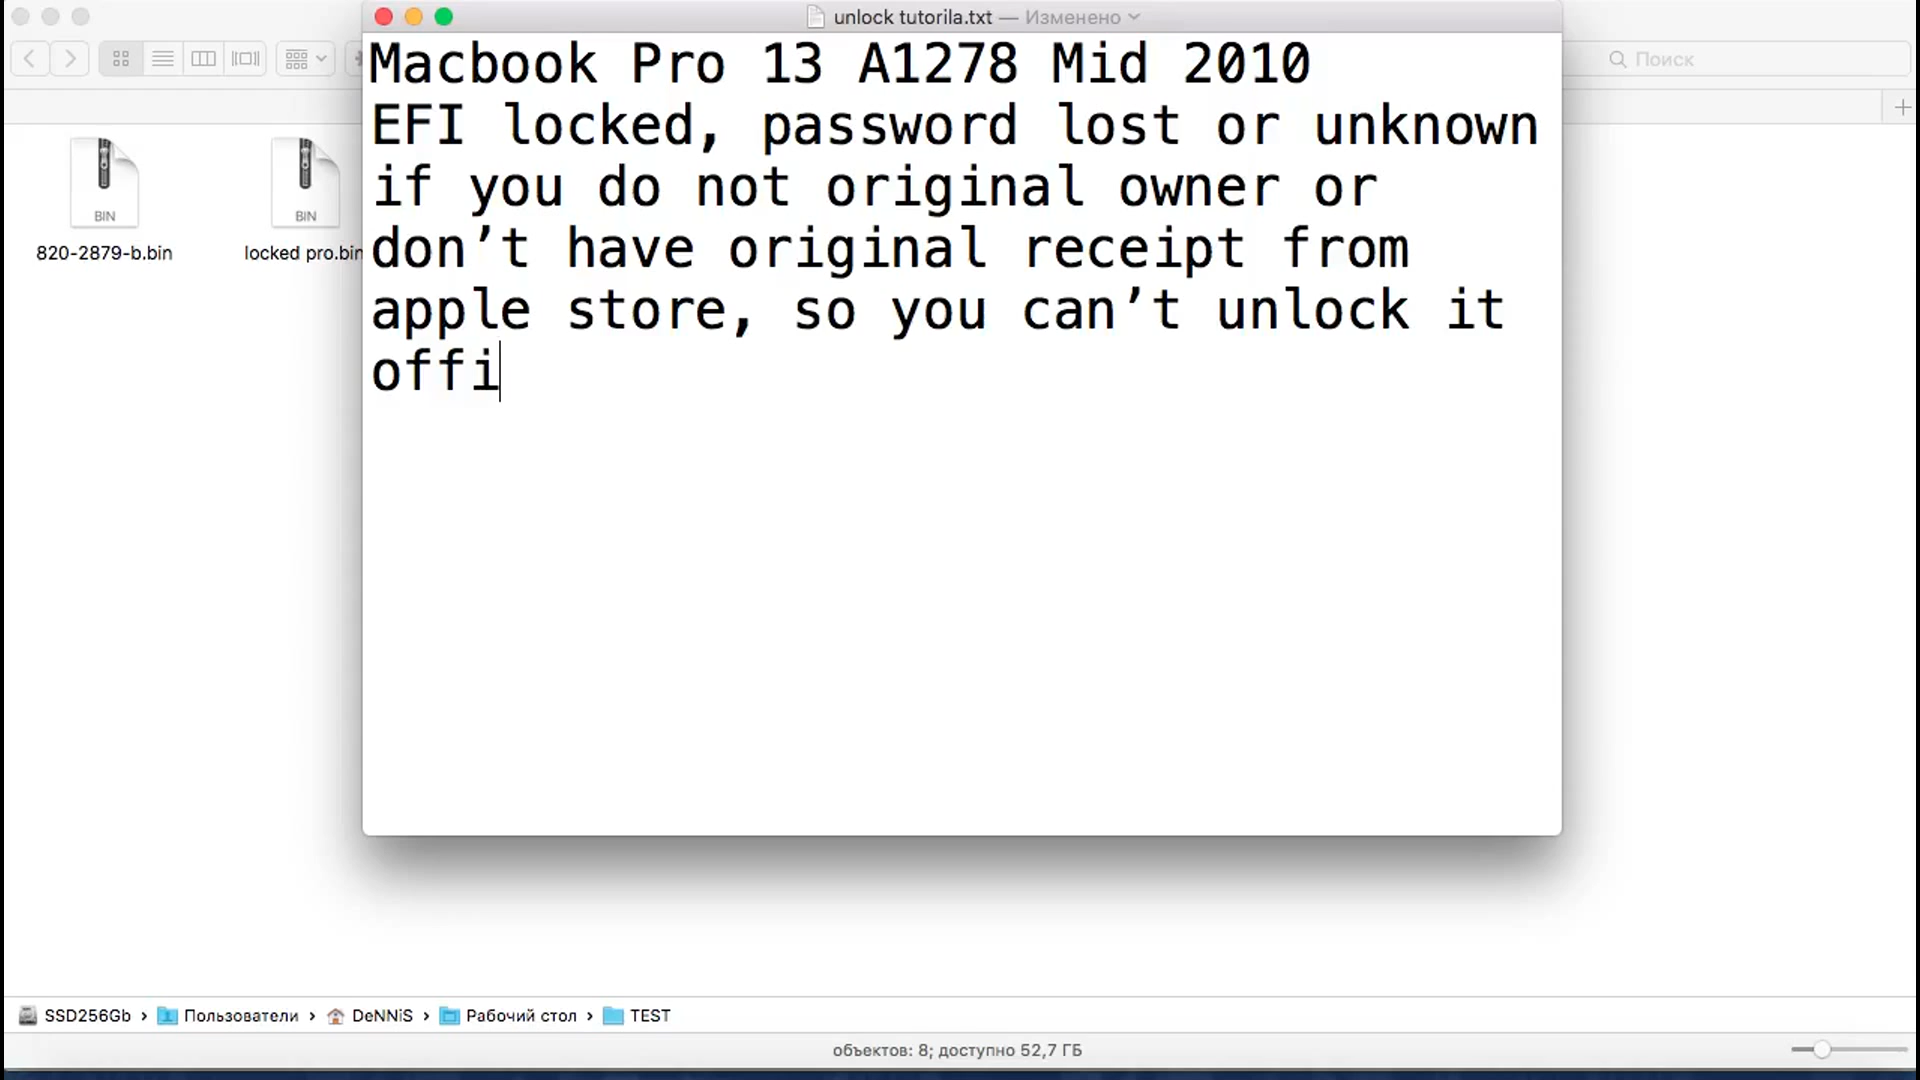 unlock tutorila.txt — Изменено
Поиск
Macbook Pro 13 A1278 Mid 2010
EFI locked, password lost or unknown
if you do not original owner or
don’t have original receipt from
apple store, so you can’t unlock it
offi
BIN
BIN
820-2879-b.bin
locked pro.bin
SSD256Gb › Пользователи › DeNNiS › Рабочий стол › TEST
объектов: 8; доступно 52,7 ГБ